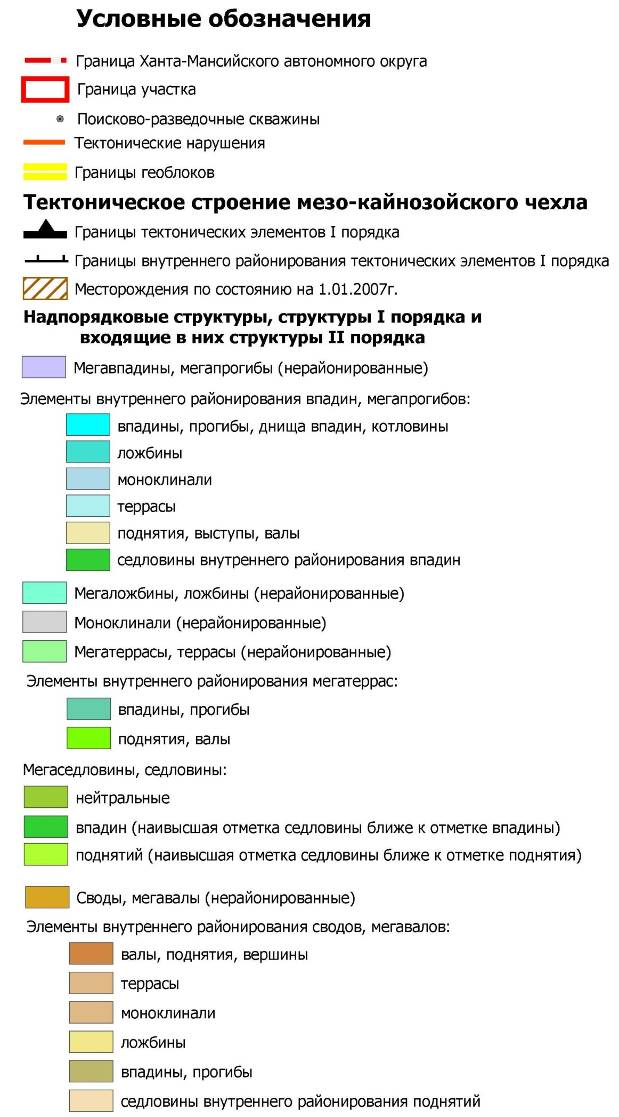 Условные обозначения
Граница Ханта-Мансийского автономного округа
Граница участка
Поисково-разведочные скважины
Тектонические нарушения
Границы геоблоков
Тектоническое строение мезо-кайнозойского чехла
Границы тектонических элементов I порядка
Границы внутреннего районирования тектонических элементов I порядка
Месторождения по состоянию на 1.01.2007г.
Надпорядковые структуры, структуры I порядка и
входящие в них структуры II порядка
Мегавпадины, мегапрогибы (нерайонированные)
Элементы внутреннего районирования впадин, мегапрогибов:
впадины, прогибы, днища впадин, котловины
ложбины
моноклинали
террасы
поднятия, выступы, валы
седловины внутреннего районирования впадин
Мегаложбины, ложбины (нерайонированные)
Моноклинали (нерайонированные)
Мегатеррасы, террасы (нерайонированные)
Элементы внутреннего районирования мегатеррас:
впадины, прогибы
поднятия, валы
Мегаседловины, седловины:
нейтральные
впадин (наивысшая отметка седловины ближе к отметке впадины)
поднятий (наивысшая отметка седловины ближе к отметке поднятия)
Своды, мегавалы (нерайонированные)
Элементы внутреннего районирования сводов, мегавалов:
валы, поднятия, вершины
террасы
моноклинали
ложбины
впадины, прогибы
седловины внутреннего районирования поднятий